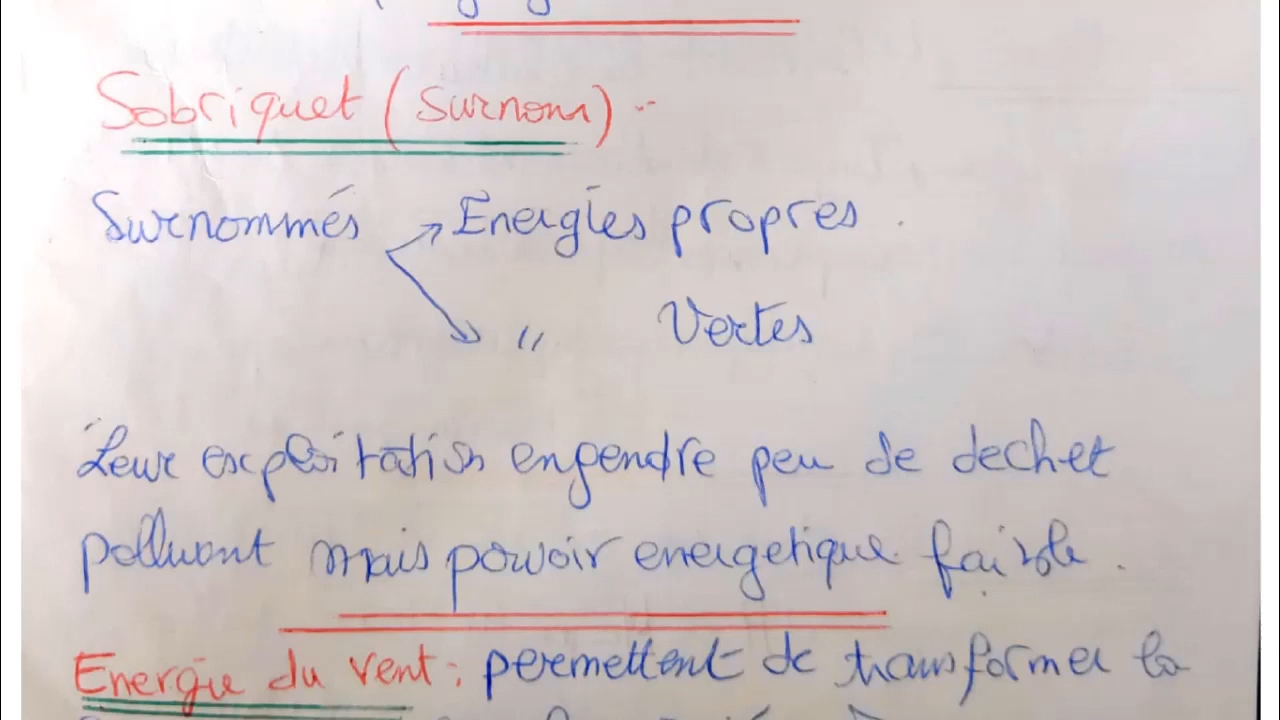 Sobriquet (Surnom) --
Surnommés → Energies propres.
→ " Vertes
Leur exploitation engendre peu de dechet
polluant mais pouvoir energetique faible.
Energie du vent : permettent de transformer la